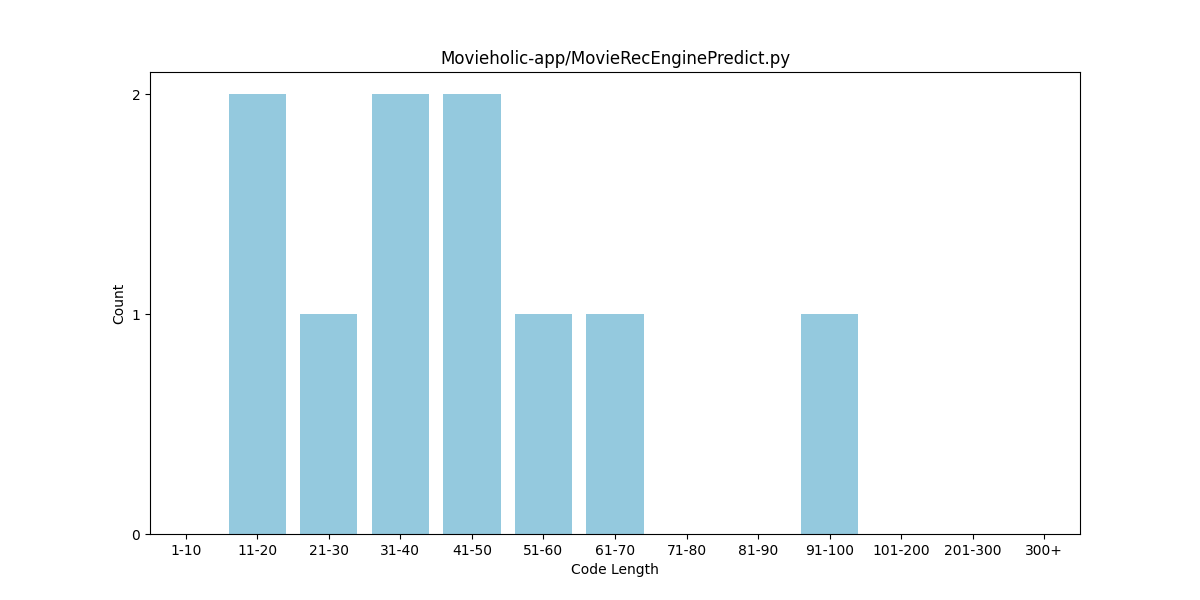 Movieholic-app/MovieRecEnginePredict.py
2
1
0
Count
1-10 11-20 21-30 31-40 41-50 51-60 61-70 71-80 81-90 91-100 101-200 201-300 300+
Code Length